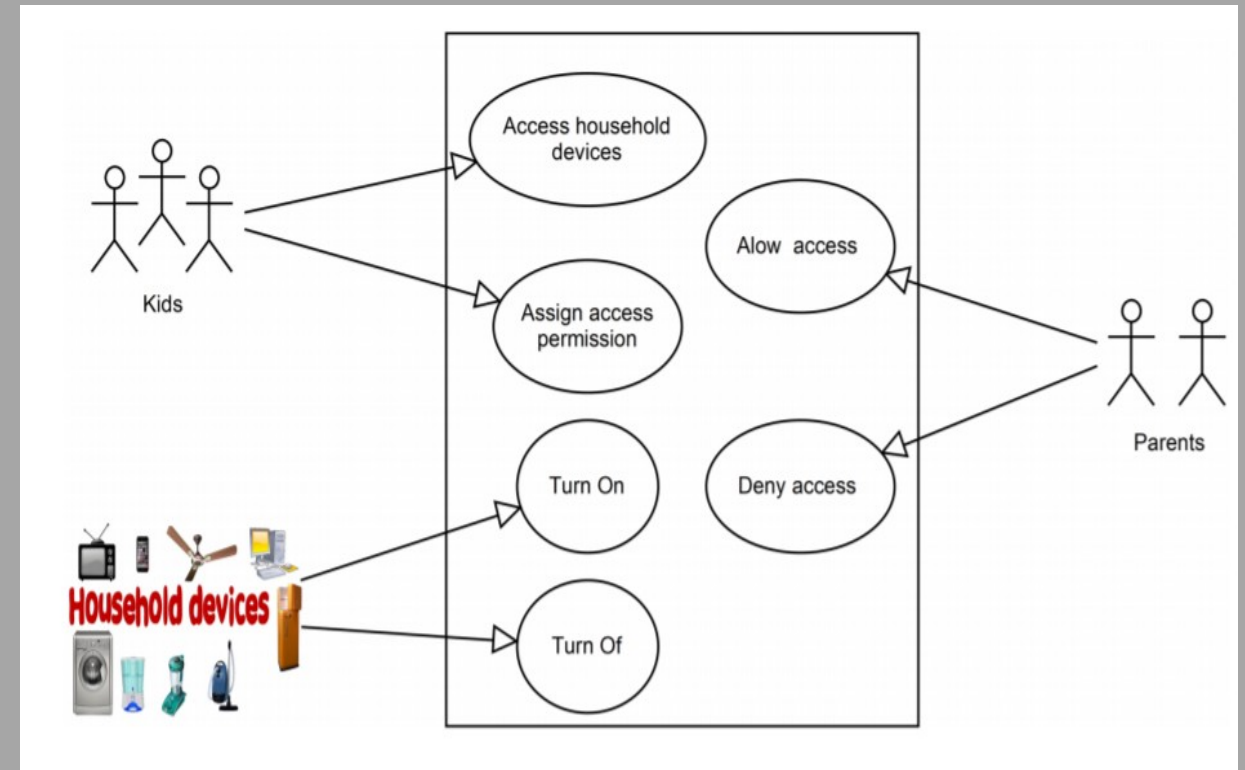 Access household
devices
Alow access
Kids
Assign access
permission
Parents
Turn On
Deny access
Household devices
Turn Of